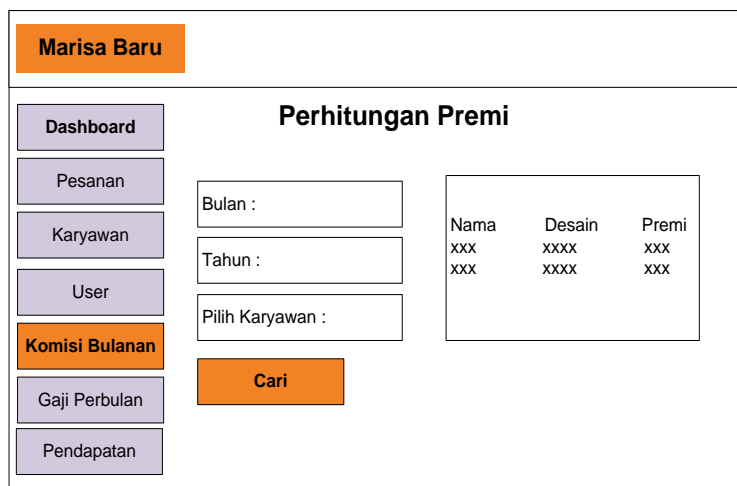 Marisa Baru
Perhitungan Premi
Dashboard
Pesanan
Karyawan
User
Komisi Bulanan
Gaji Perbulan
Pendapatan
Bulan :
Tahun :
Pilih Karyawan :
Cari
Nama Desain Premi
xxx xxxx xxx
xxx xxxx xxx